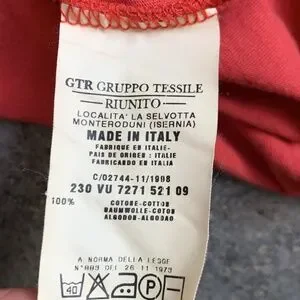 GTR GRUPPO TESSILE
RIUNITO
LOCALITA' LA SELVOTTA
MONTERODUNI (ISERNIA)
MADE IN ITALY
FABRIQUE EN ITALIE-
PAIS DE ORIGEN : ITALIE
FABRICANDO EN ITALIA
C/02744-11/1998
230 VU 7271 521 09
100% COTONE-COTTON
BAUMWOLLE-COTON
ALGODON-ALGODAO
A NORMA DELLA LEGGE
N°883 DEL 26 11 1973
40 P